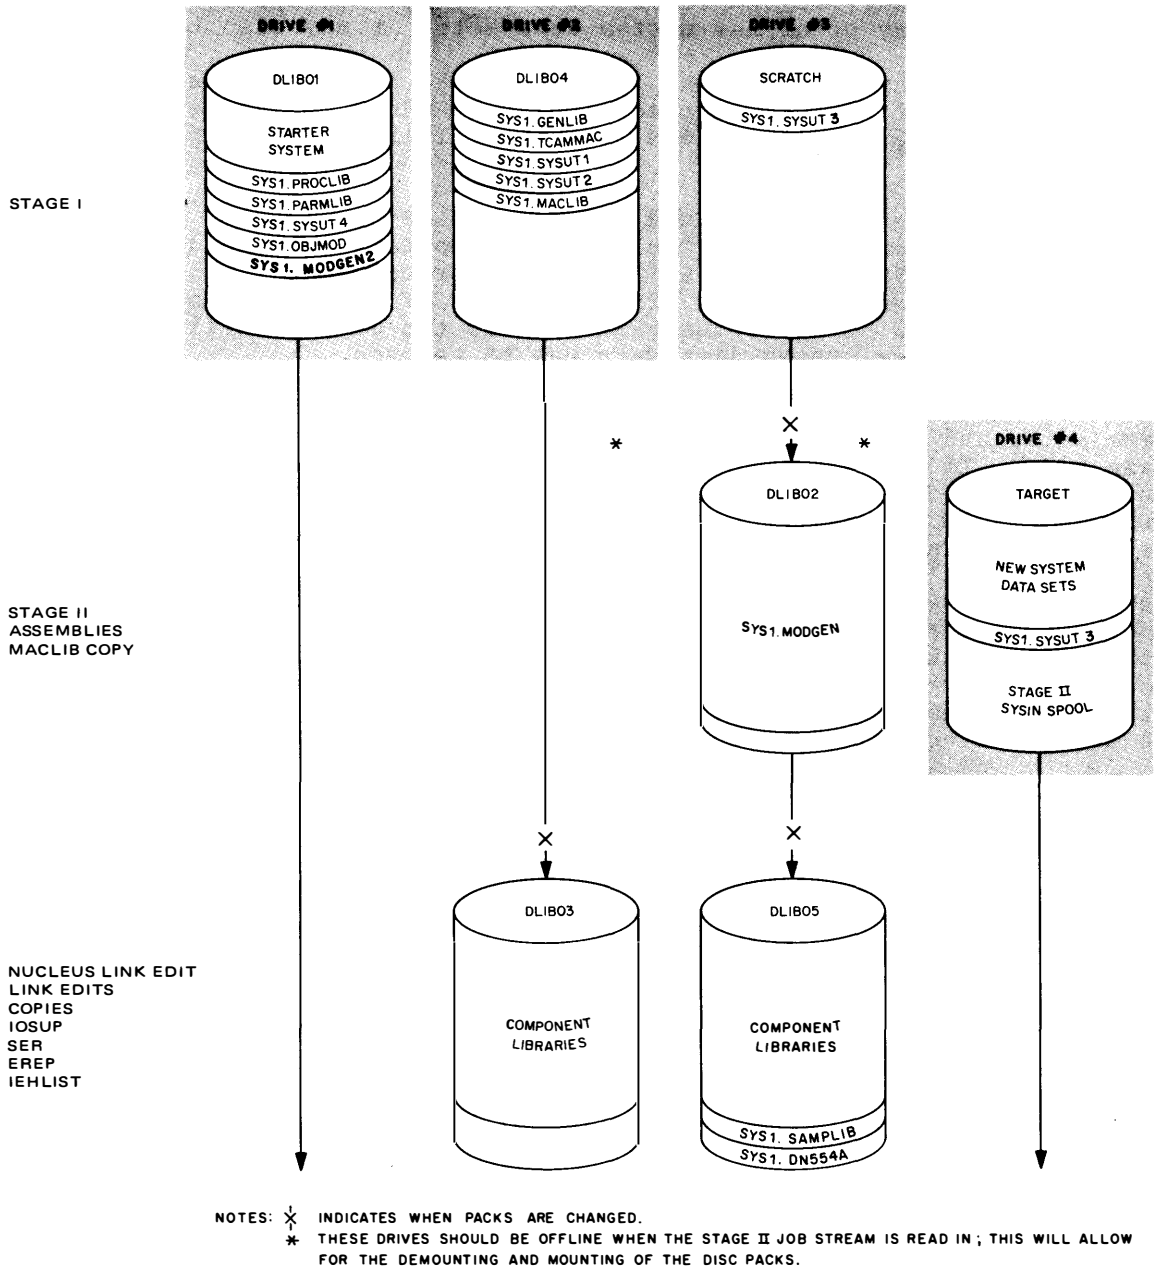 DRIVE #1
DRIVE #2
DRIVE #3
DLIB01
DLIB04
SCRATCH
STARTER
SYSTEM
SYS1.GENLIB
SYS1.TCAMMAC
SYS1.SYSUT1
SYS1.SYSUT2
SYS1.MACLIB
SYS1.SYSUT 3
STAGE I
SYS1.PROCLIB
SYS1.PARMLIB
SYS1.SYSUT 4
SYS1.OBJMOD
SYS1. MODGEN2
*
*
DRIVE #4
DLIB02
TARGET
NEW SYSTEM
DATA SETS
STAGE II
ASSEMBLIES
MACLIB COPY
SYS1.MODGEN
SYS1.SYSUT 3
STAGE II
SYSIN SPOOL
DLIB03
DLIB05
NUCLEUS LINK EDIT
LINK EDITS
COPIES
IOSUP
SER
EREP
IEHLIST
COMPONENT
LIBRARIES
COMPONENT
LIBRARIES
SYS1. SAMPLIB
SYS1. DN554A
NOTES: X INDICATES WHEN PACKS ARE CHANGED.
* THESE DRIVES SHOULD BE OFFLINE WHEN THE STAGE II JOB STREAM IS READ IN; THIS WILL ALLOW
FOR THE DEMOUNTING AND MOUNTING OF THE DISC PACKS.